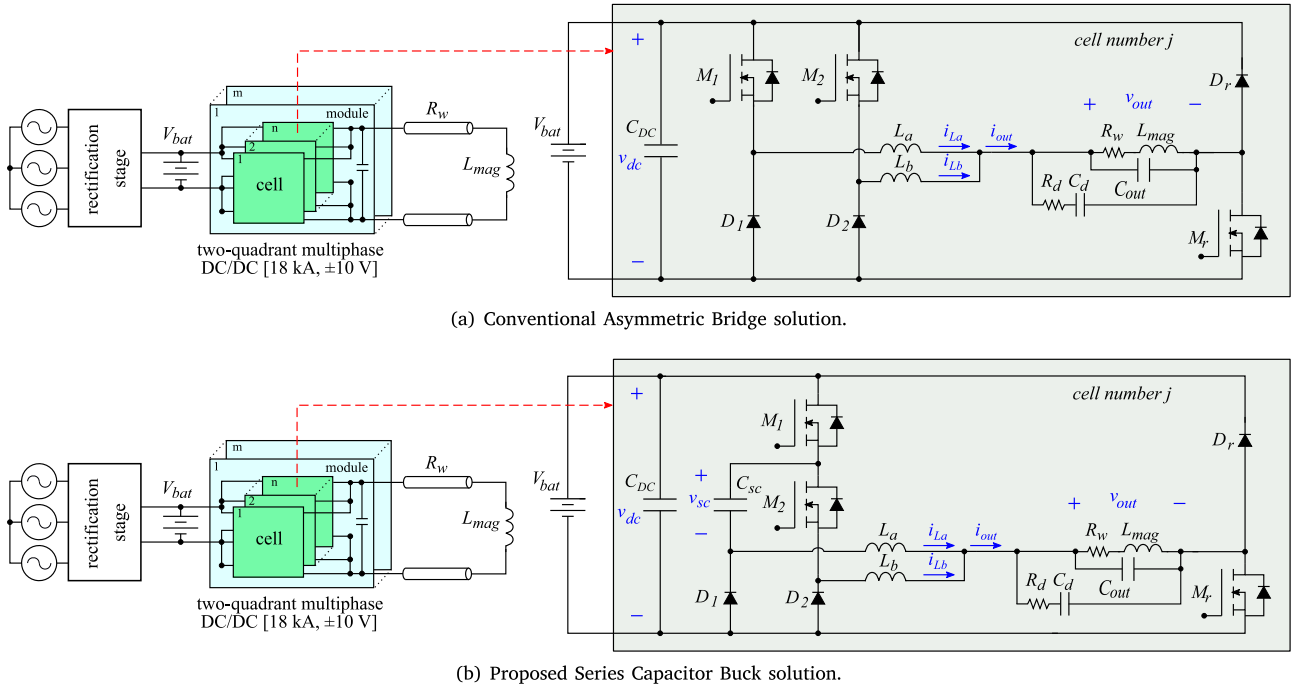 m
1
module
n
2
1
cell
rectification
stage
V_bat
R_w
L_mag
two-quadrant multiphase
DC/DC [18 kA, ±10 V]
cell number j
V_bat
+
C_DC
v_dc
−
M_1
M_2
D_r
L_a
L_b
i_La
i_Lb
i_out
+ v_out −
R_w
L_mag
C_out
R_d C_d
D_1
D_2
M_r
(a) Conventional Asymmetric Bridge solution.
m
1
module
n
2
1
cell
rectification
stage
V_bat
R_w
L_mag
two-quadrant multiphase
DC/DC [18 kA, ±10 V]
cell number j
V_bat
+
C_DC
v_dc
−
M_1
+
C_sc
v_sc
−
M_2
D_r
L_a
L_b
i_La
i_Lb
i_out
+ v_out −
R_w
L_mag
C_out
R_d C_d
D_1
D_2
M_r
(b) Proposed Series Capacitor Buck solution.